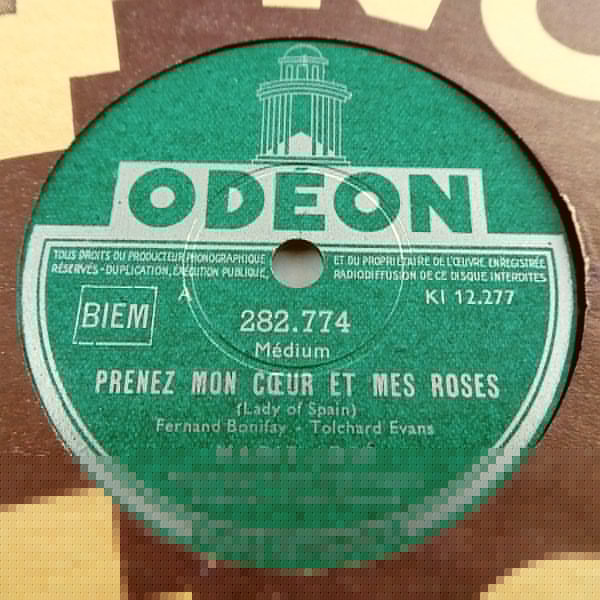 ODEON
TOUS DROITS DU PRODUCTEUR PHONOGRAPHIQUE ET DU PROPRIÉTAIRE DE L'ŒUVRE ENREGISTRÉE
RÉSERVÉS - DUPLICATION, EXÉCUTION PUBLIQUE, RADIODIFFUSION DE CE DISQUE INTERDITES
A
KI 12.277
BIEM
282.774
Médium
PRENEZ MON CŒUR ET MES ROSES
(Lady of Spain)
Fernand Bonifay - Tolchard Evans